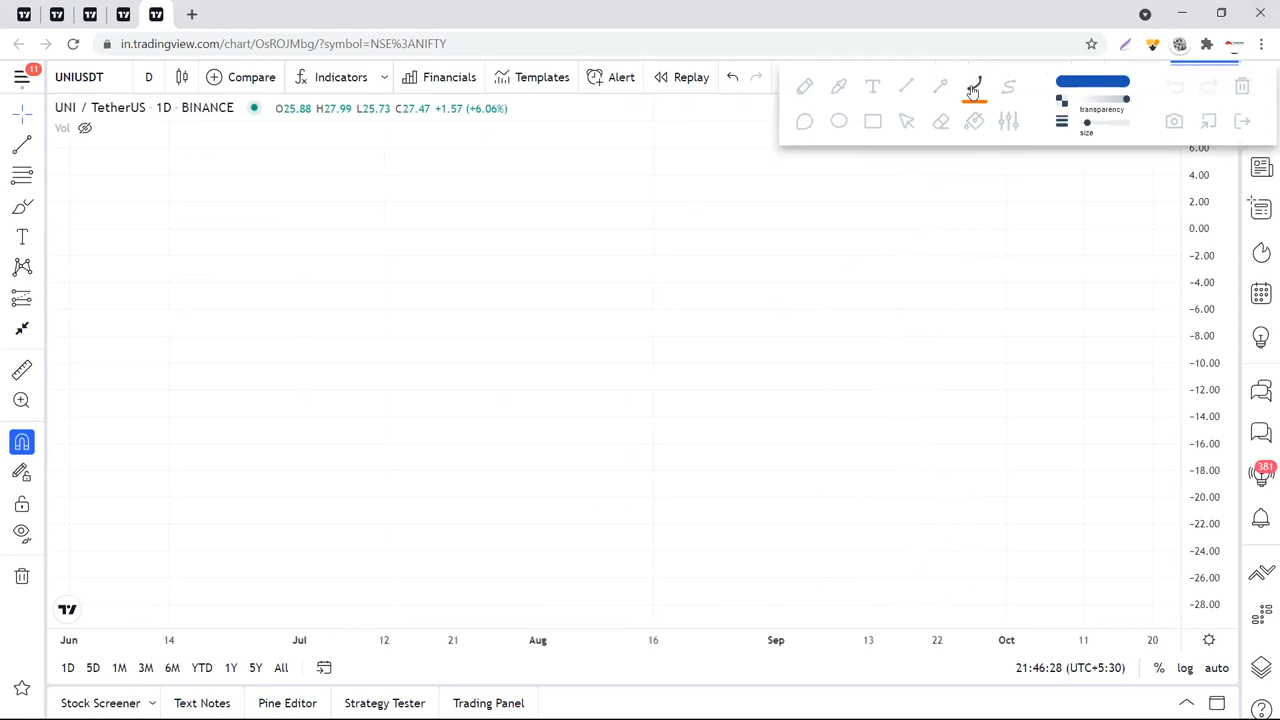 in.tradingview.com/chart/OsROJMbg/?symbol=NSE%3ANIFTY
11
UNIUSDT D Compare Indicators Financials Templates Alert Replay
UNI / TetherUS · 1D · BINANCE O25.88 H27.99 L25.73 C27.49 +1.57 (+6.06%)
Vol
transparency
size
6.00
4.00
2.00
0.00
−2.00
−4.00
−6.00
−8.00
−10.00
−12.00
−14.00
−16.00
−18.00
−20.00
−22.00
−24.00
−26.00
−28.00
381
Jun 14 Jul 12 21 Aug 16 Sep 13 22 Oct 11 20
1D 5D 1M 3M 6M YTD 1Y 5Y All 21:46:28 (UTC+5:30) % log auto
Stock Screener Text Notes Pine Editor Strategy Tester Trading Panel